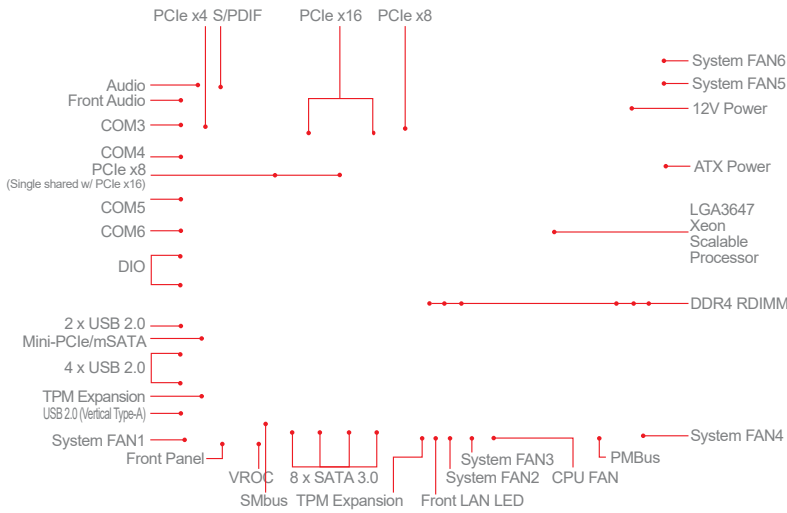 PCIe x4 S/PDIF PCIe x16 PCIe x8
System FAN6
Audio
System FAN5
Front Audio
12V Power
COM3
COM4
PCIe x8
(Single shared w/ PCIe x16)
ATX Power
COM5
LGA3647
Xeon
Scalable
Processor
COM6
DIO
DDR4 RDIMM
2 x USB 2.0
Mini-PCIe/mSATA
4 x USB 2.0
TPM Expansion
USB 2.0 (Vertical Type-A)
System FAN1
System FAN4
Front Panel
System FAN3
PMBus
VROC
8 x SATA 3.0
System FAN2
CPU FAN
SMbus
TPM Expansion
Front LAN LED